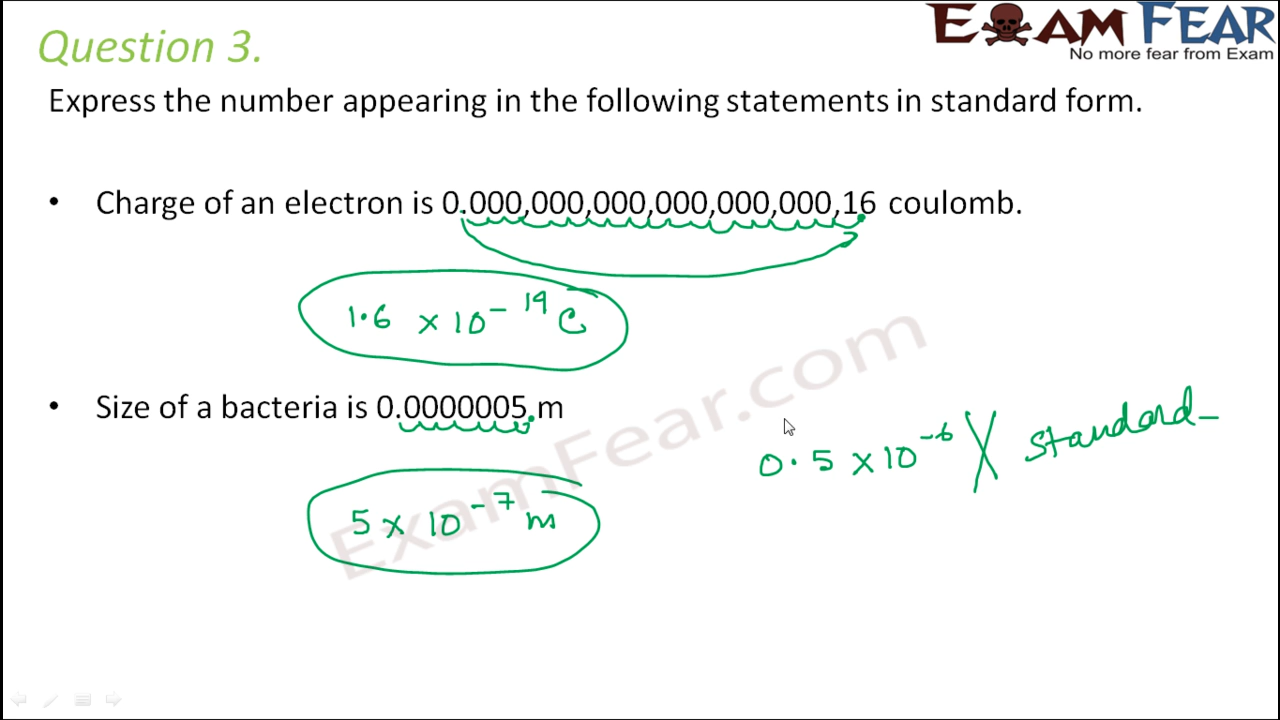 Question 3.
EXAM FEAR
No more fear from Exam
Express the number appearing in the following statements in standard form.
• Charge of an electron is 0.000,000,000,000,000,000,16 coulomb.
1.6 × 10⁻¹⁹ C
• Size of a bacteria is 0.0000005.m
0.5 × 10⁻⁶ X standard
5 × 10⁻⁷ m
ExamFear.com